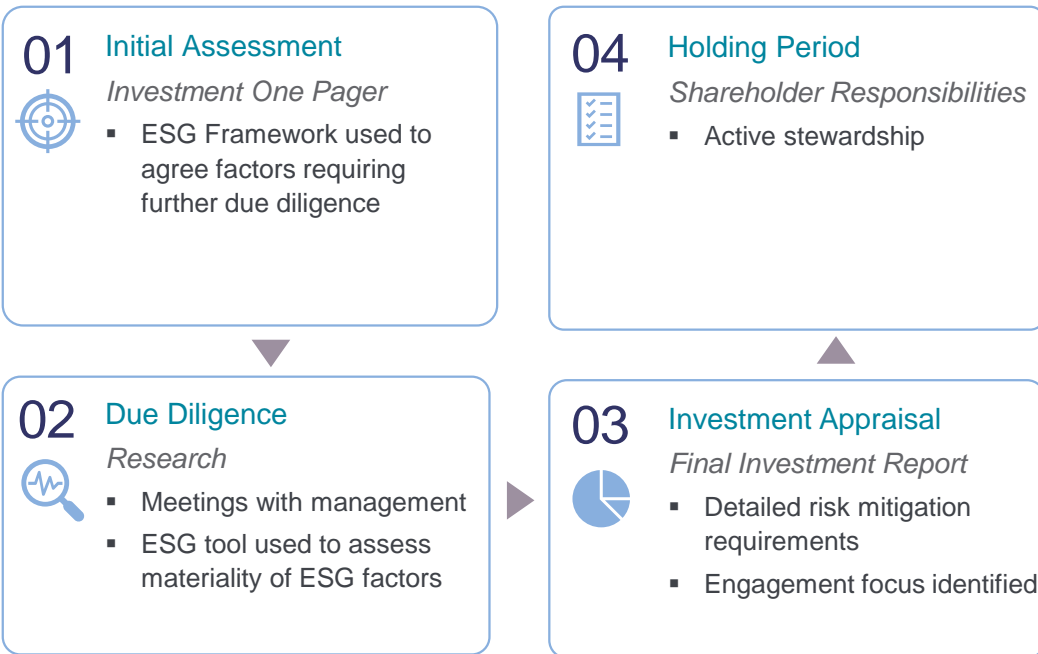 01
Initial Assessment
Investment One Pager
▪ ESG Framework used to
agree factors requiring
further due diligence
02
Due Diligence
Research
▪ Meetings with management
▪ ESG tool used to assess
materiality of ESG factors
03
Investment Appraisal
Final Investment Report
▪ Detailed risk mitigation
requirements
▪ Engagement focus identified
04
Holding Period
Shareholder Responsibilities
▪ Active stewardship